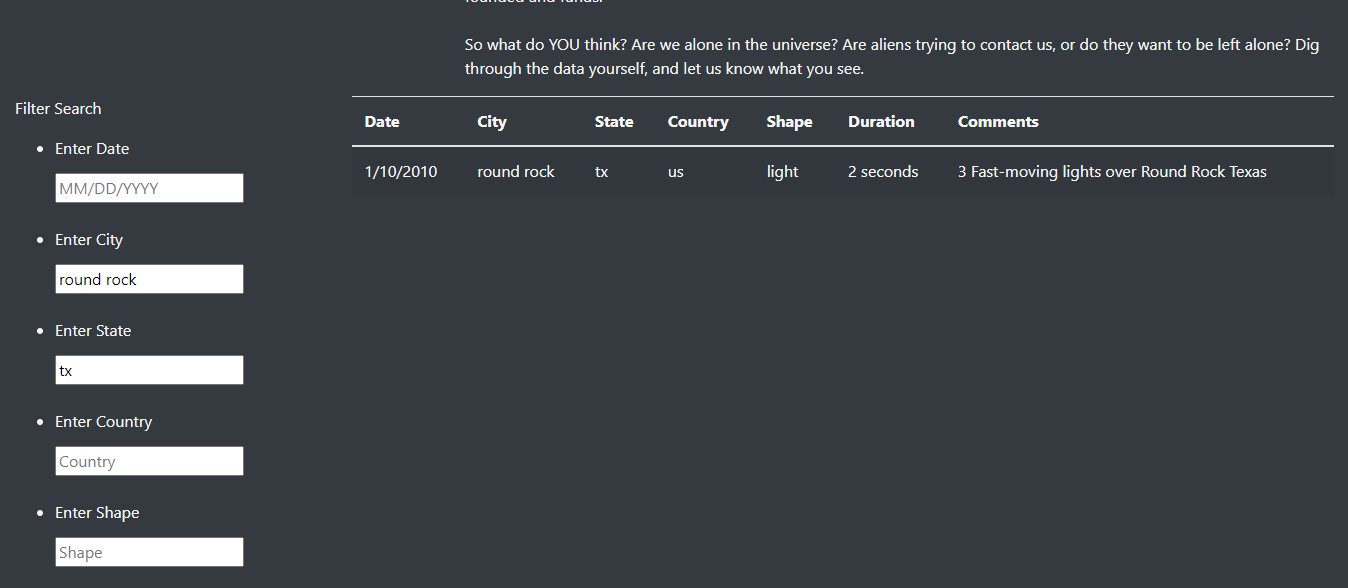 rounded and fands.
So what do YOU think? Are we alone in the universe? Are aliens trying to contact us, or do they want to be left alone? Dig
through the data yourself, and let us know what you see.
Filter Search
Date City State Country Shape Duration Comments
1/10/2010 round rock tx us light 2 seconds 3 Fast-moving lights over Round Rock Texas
Enter Date
MM/DD/YYYY
Enter City
round rock
Enter State
tx
Enter Country
Country
Enter Shape
Shape